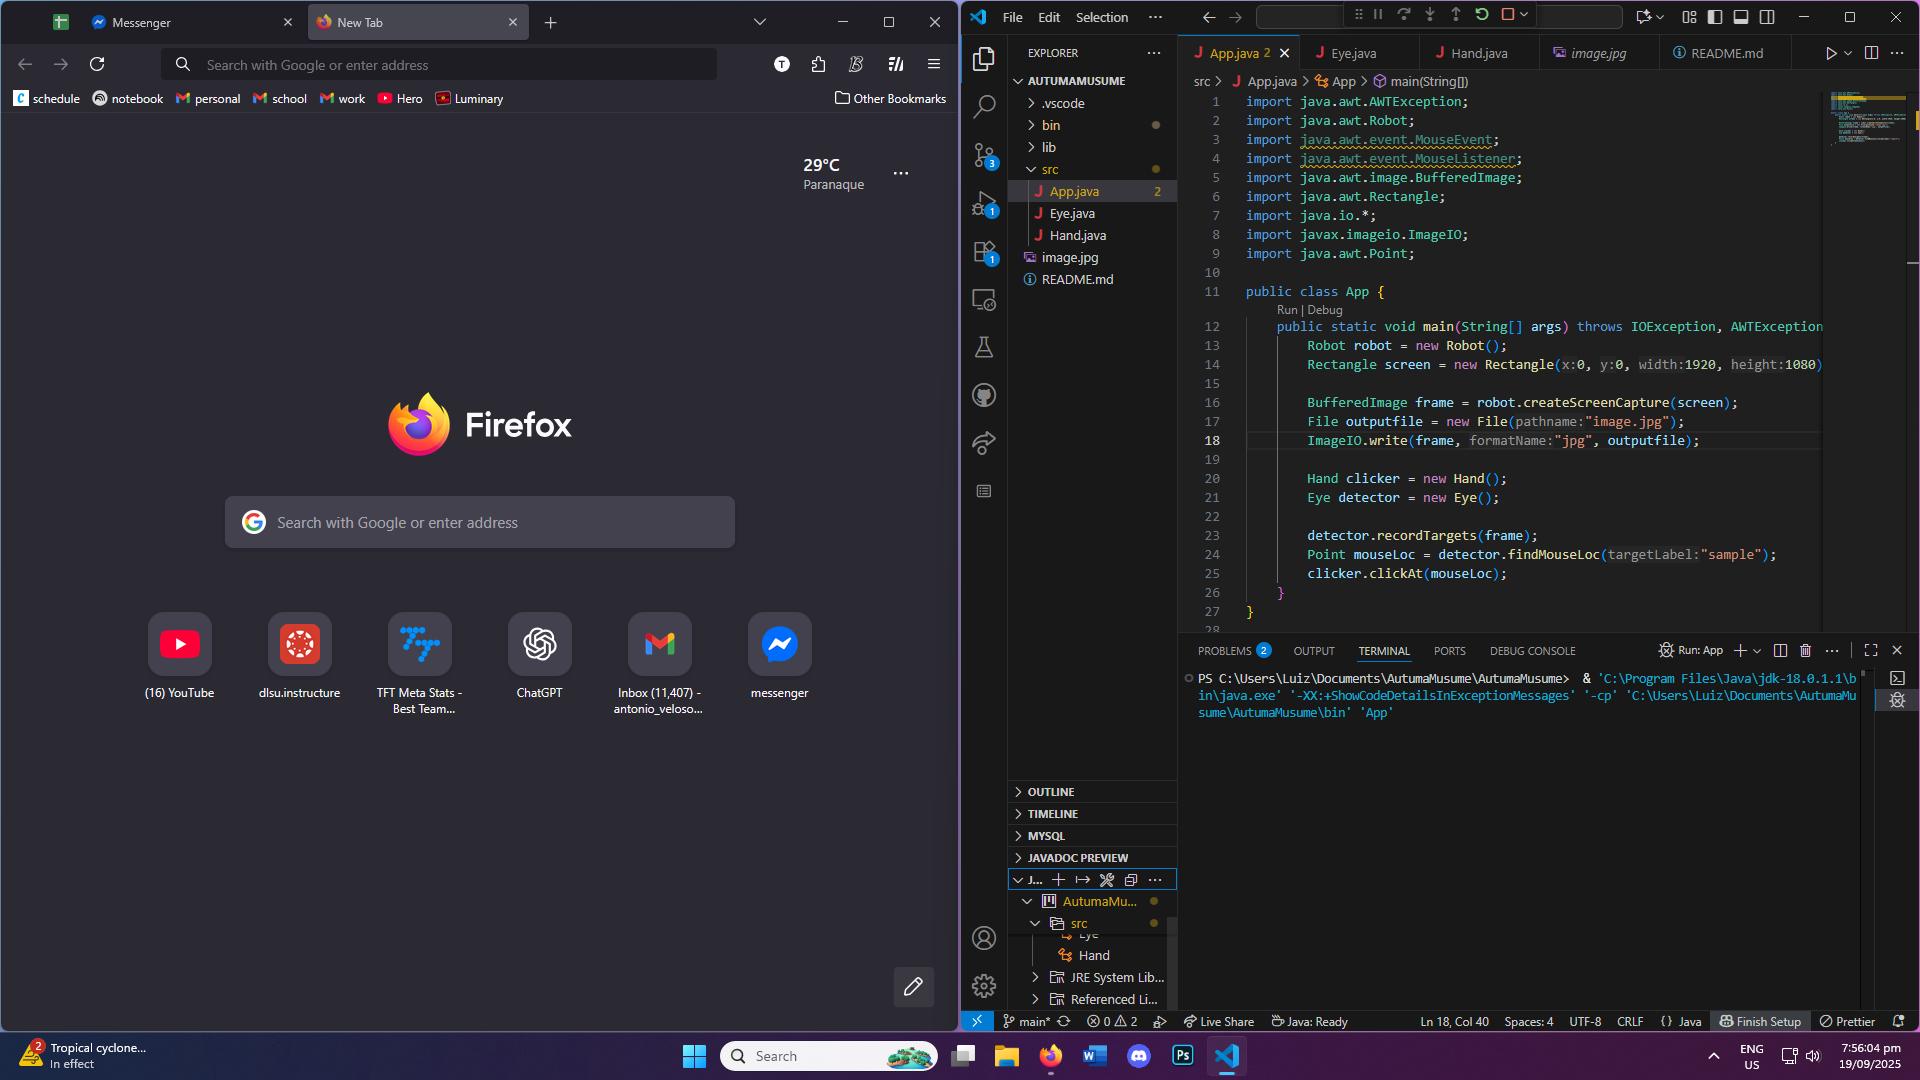 Messenger
New Tab
Search with Google or enter address
schedule
notebook
personal
school
work
Hero
Luminary
Other Bookmarks
29°C
Paranaque
Firefox
Search with Google or enter address
(16) YouTube
dlsu.instructure
TFT Meta Stats -
Best Team...
ChatGPT
Inbox (11,407) -
antonio_veloso...
messenger
File Edit Selection
EXPLORER
AUTUMAMUSUME
.vscode
bin
lib
src
App.java 2
Eye.java
Hand.java
image.jpg
README.md
3
1
1
App.java 2
Eye.java
Hand.java
image.jpg
README.md
src > App.java > App > main(String[])
1 import java.awt.AWTException;
2 import java.awt.Robot;
3 import java.awt.event.MouseEvent;
4 import java.awt.event.MouseListener;
5 import java.awt.image.BufferedImage;
6 import java.awt.Rectangle;
7 import java.io.*;
8 import javax.imageio.ImageIO;
9 import java.awt.Point;
10
11 public class App {
Run | Debug
12 public static void main(String[] args) throws IOException, AWTException
13 Robot robot = new Robot();
14 Rectangle screen = new Rectangle(x:0, y:0, width:1920, height:1080)
15
16 BufferedImage frame = robot.createScreenCapture(screen);
17 File outputfile = new File(pathname:"image.jpg");
18 ImageIO.write(frame, formatName:"jpg", outputfile);
19
20 Hand clicker = new Hand();
21 Eye detector = new Eye();
22
23 detector.recordTargets(frame);
24 Point mouseLoc = detector.findMouseLoc(targetLabel:"sample");
25 clicker.clickAt(mouseLoc);
26 }
27 }
28
PROBLEMS 2 OUTPUT TERMINAL PORTS DEBUG CONSOLE
Run: App
PS C:\Users\Luiz\Documents\AutumaMusume\AutumaMusume> & 'C:\Program Files\Java\jdk-18.0.1.1\b
in\java.exe' '-XX:+ShowCodeDetailsInExceptionMessages' '-cp' 'C:\Users\Luiz\Documents\AutumaMu
sume\AutumaMusume\bin' 'App'
OUTLINE
TIMELINE
MYSQL
JAVADOC PREVIEW
J...
AutumaMu...
src
Eye
Hand
JRE System Lib...
Referenced Li...
main*
0 2
Live Share
Java: Ready
Ln 18, Col 40
Spaces: 4
UTF-8
CRLF
{ } Java
Finish Setup
Prettier
2
Tropical cyclone...
In effect
Search
Ps
ENG
US
7:56:04 pm
19/09/2025